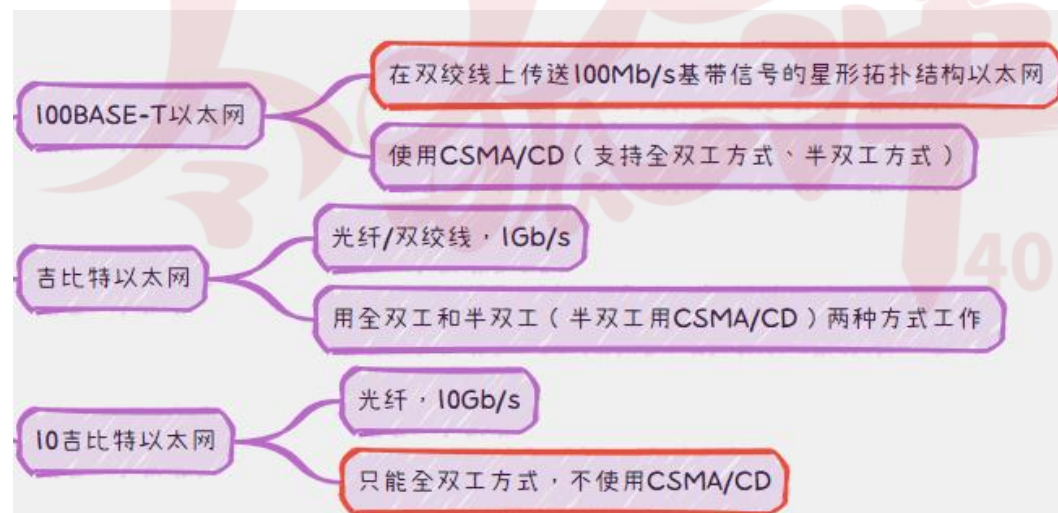 100BASE-T以太网
在双绞线上传送100Mb/s基带信号的星形拓扑结构以太网
使用CSMA/CD（支持全双工方式、半双工方式）
吉比特以太网
光纤/双绞线，1Gb/s
用全双工和半双工（半双工用CSMA/CD）两种方式工作
10吉比特以太网
光纤，10Gb/s
只能全双工方式，不使用CSMA/CD
40